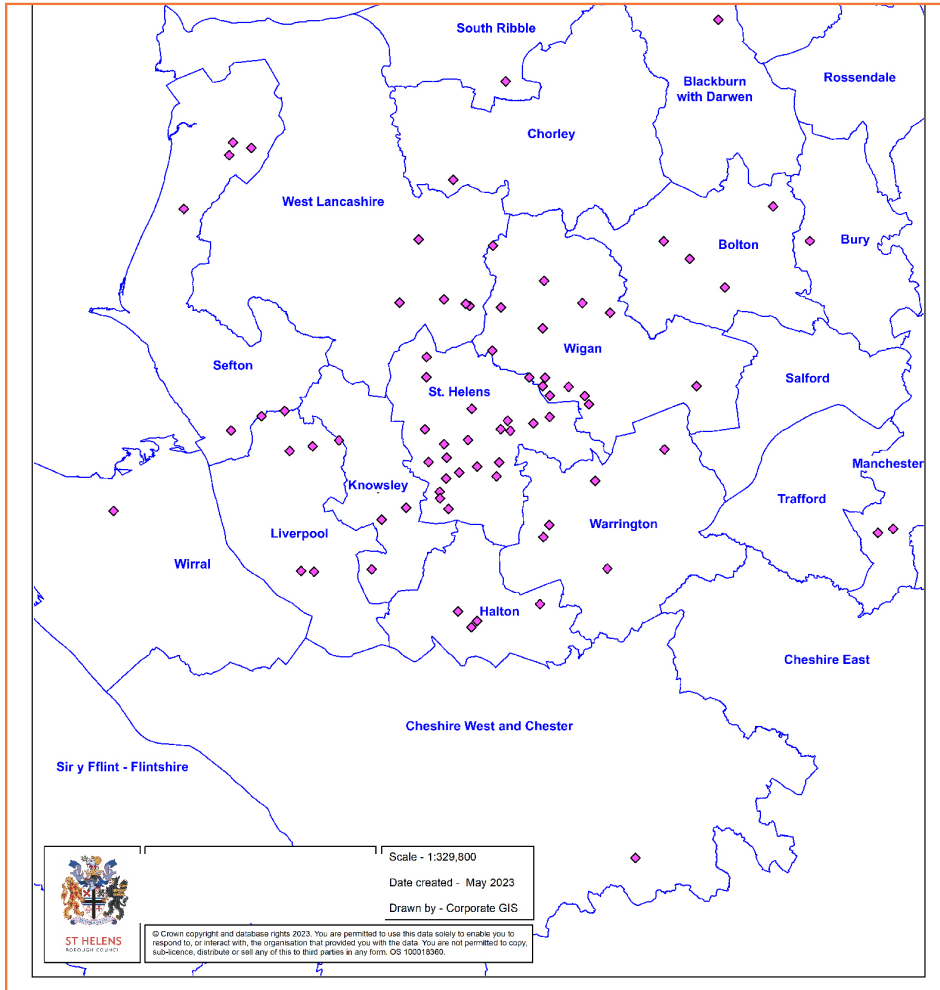 South Ribble
Blackburn
with Darwen
Rossendale
Chorley
West Lancashire
Bolton
Bury
Sefton
Wigan
Salford
St. Helens
Manchester
Knowsley
Trafford
Liverpool
Warrington
Wirral
Halton
Cheshire East
Cheshire West and Chester
Sir y Fflint - Flintshire
Scale - 1:329,800
Date created - May 2023
Drawn by - Corporate GIS
ST HELENS
BOROUGH COUNCIL
© Crown copyright and database rights 2023. You are permitted to use this data solely to enable you to
respond to, or interact with, the organisation that provided you with the data. You are not permitted to copy,
sub-licence, distribute or sell any of this to third parties in any form. OS 100018360.